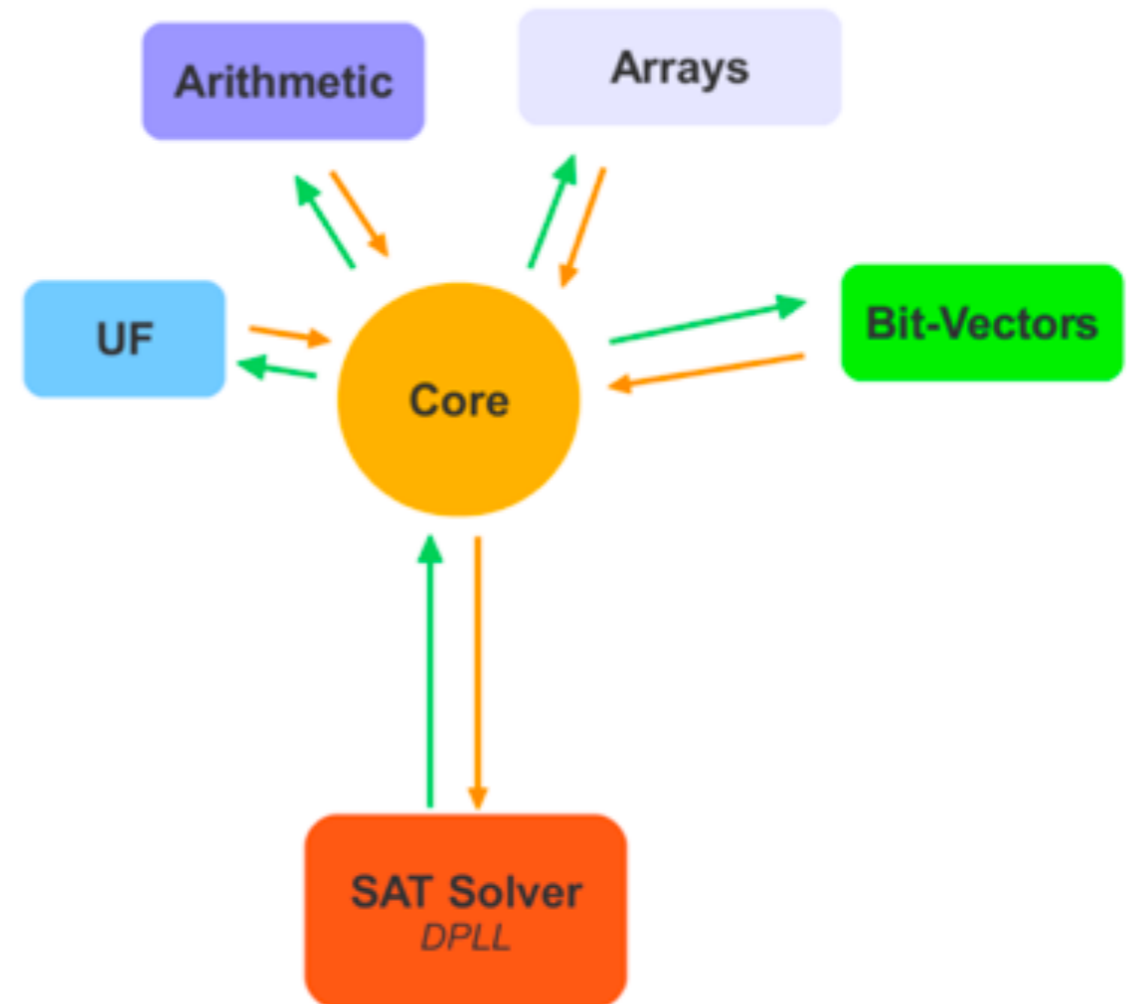 Arithmetic
Arrays
UF
Bit-Vectors
Core
SAT Solver
DPLL